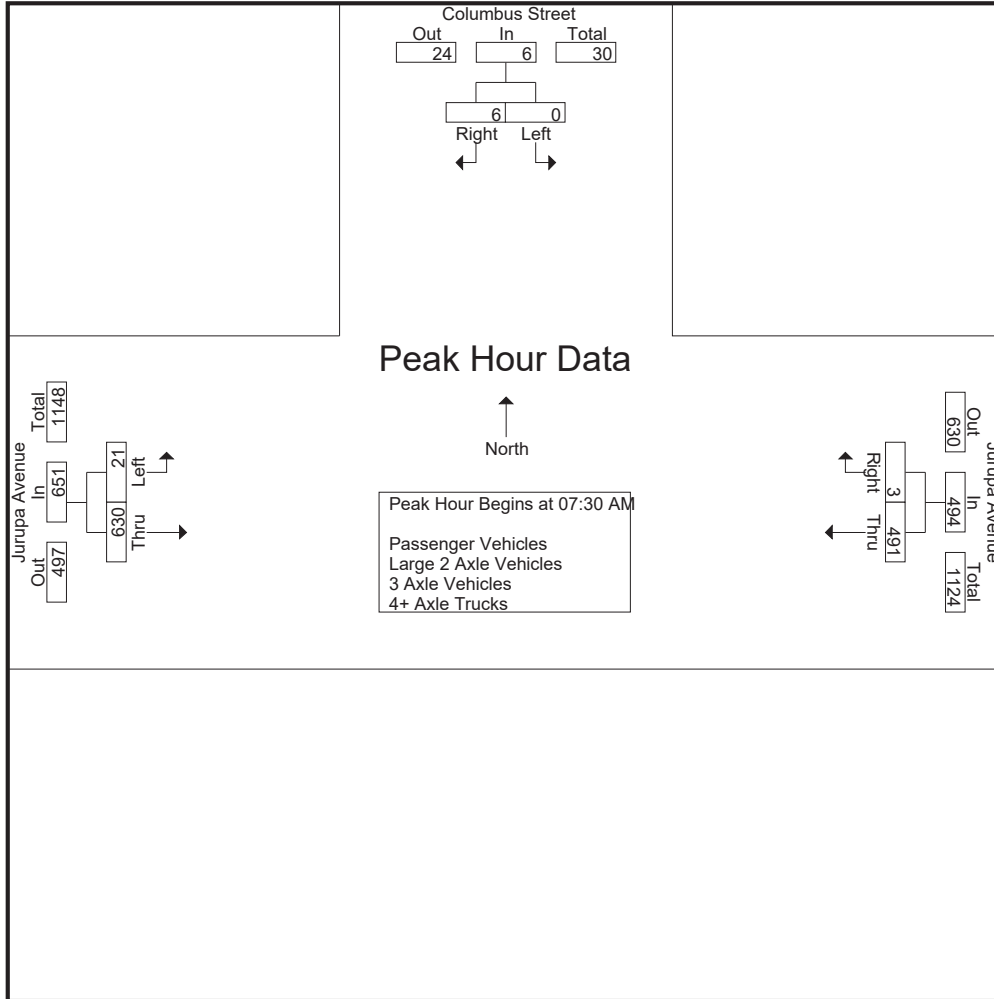 Columbus Street
Out In Total
24 6 30
6 0
Right Left
Peak Hour Data
North
Peak Hour Begins at 07:30 AM
Passenger Vehicles
Large 2 Axle Vehicles
3 Axle Vehicles
4+ Axle Trucks
Jurupa Avenue
Out In Total
497 651 1148
630 21
Thru Left
Jurupa Avenue
Out In Total
630 494 1124
3 491
Right Thru